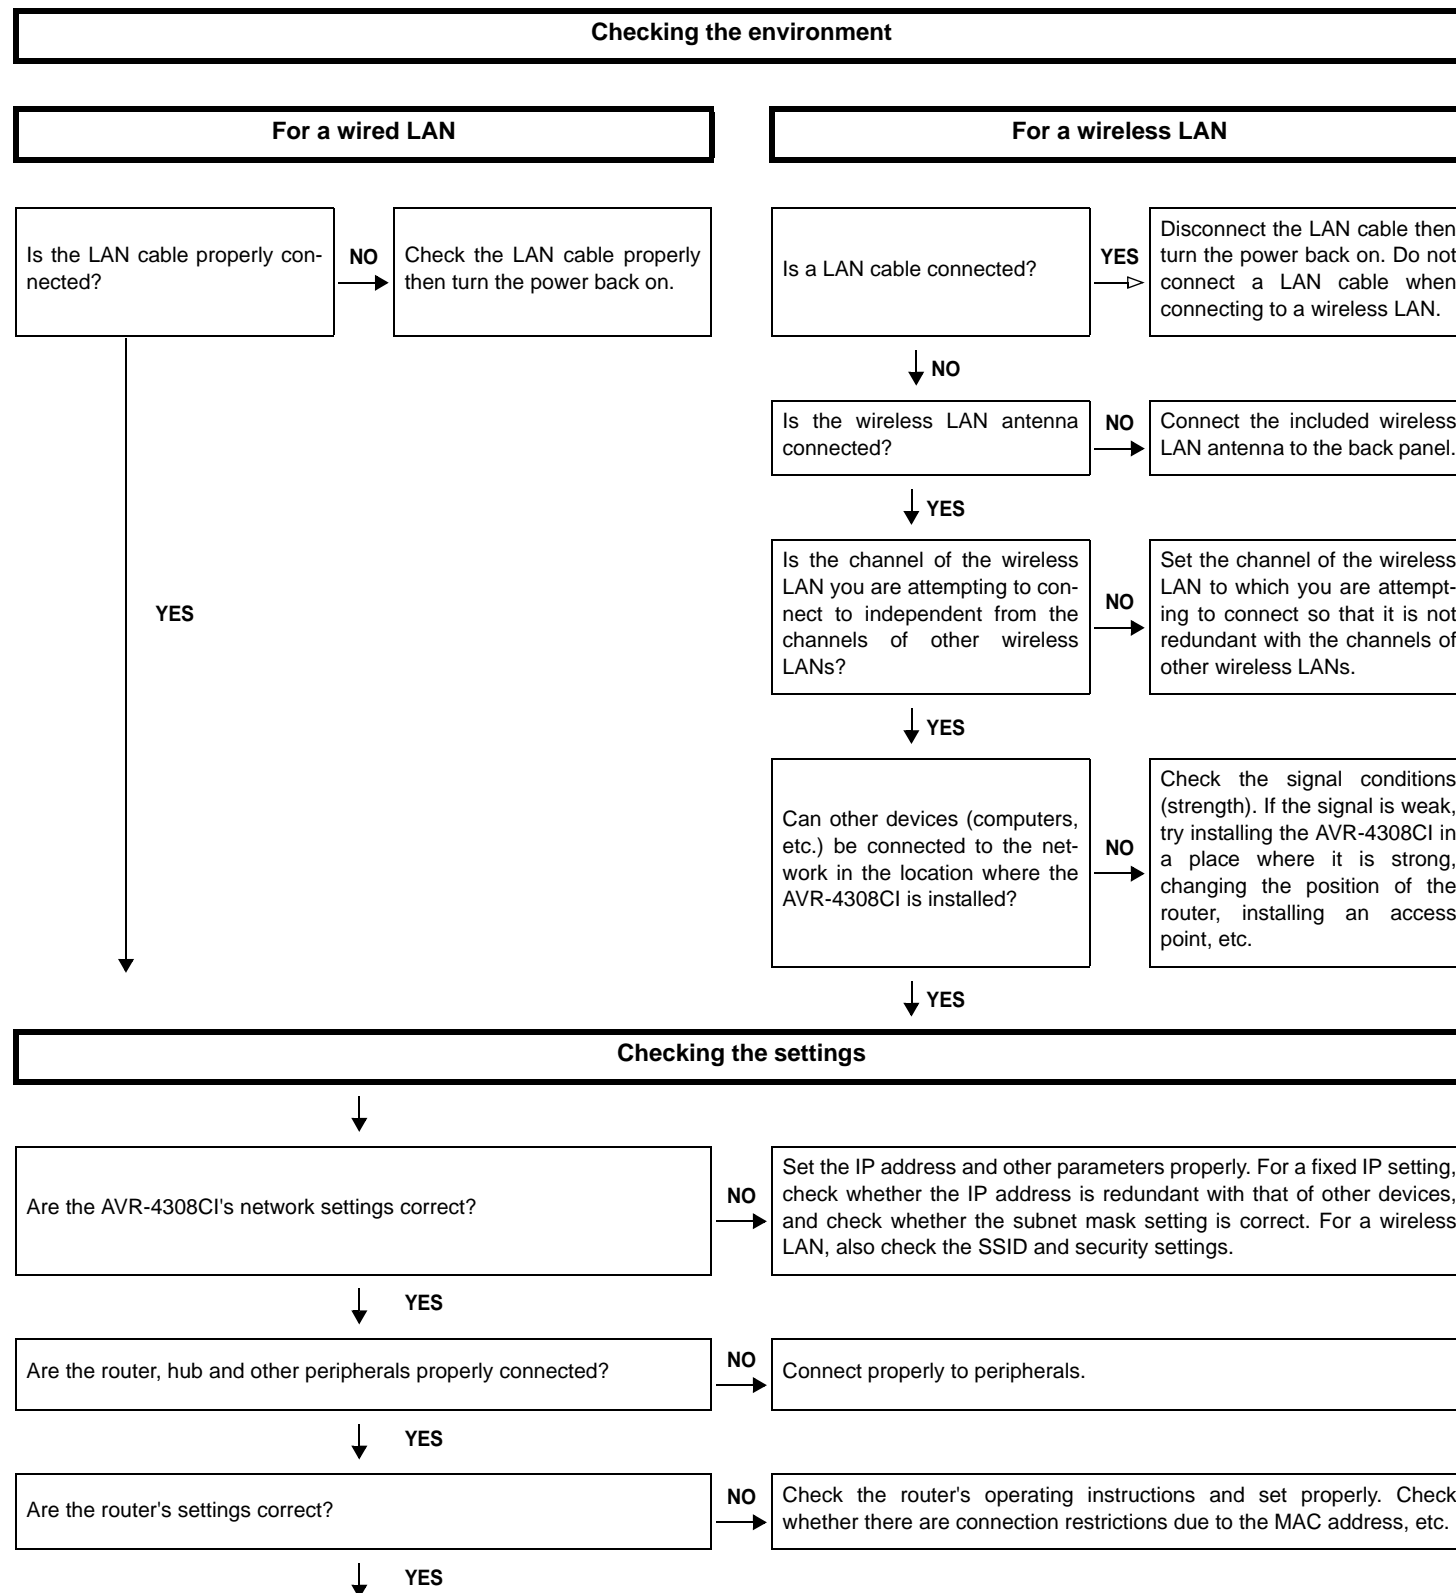 Checking the environment
For a wired LAN
Is the LAN cable properly con-
nected?
NO
Check the LAN cable properly
then turn the power back on.
YES
For a wireless LAN
Is a LAN cable connected?
YES
Disconnect the LAN cable then
turn the power back on. Do not
connect a LAN cable when
connecting to a wireless LAN.
NO
Is the wireless LAN antenna
connected?
NO
Connect the included wireless
LAN antenna to the back panel.
YES
Is the channel of the wireless
LAN you are attempting to con-
nect to independent from the
channels of other wireless
LANs?
NO
Set the channel of the wireless
LAN to which you are attempt-
ing to connect so that it is not
redundant with the channels of
other wireless LANs.
YES
Can other devices (computers,
etc.) be connected to the net-
work in the location where the
AVR-4308CI is installed?
NO
Check the signal conditions
(strength). If the signal is weak,
try installing the AVR-4308CI in
a place where it is strong,
changing the position of the
router, installing an access
point, etc.
YES
Checking the settings
Are the AVR-4308CI's network settings correct?
NO
Set the IP address and other parameters properly. For a fixed IP setting,
check whether the IP address is redundant with that of other devices,
and check whether the subnet mask setting is correct. For a wireless
LAN, also check the SSID and security settings.
YES
Are the router, hub and other peripherals properly connected?
NO
Connect properly to peripherals.
YES
Are the router's settings correct?
NO
Check the router's operating instructions and set properly. Check
whether there are connection restrictions due to the MAC address, etc.
YES